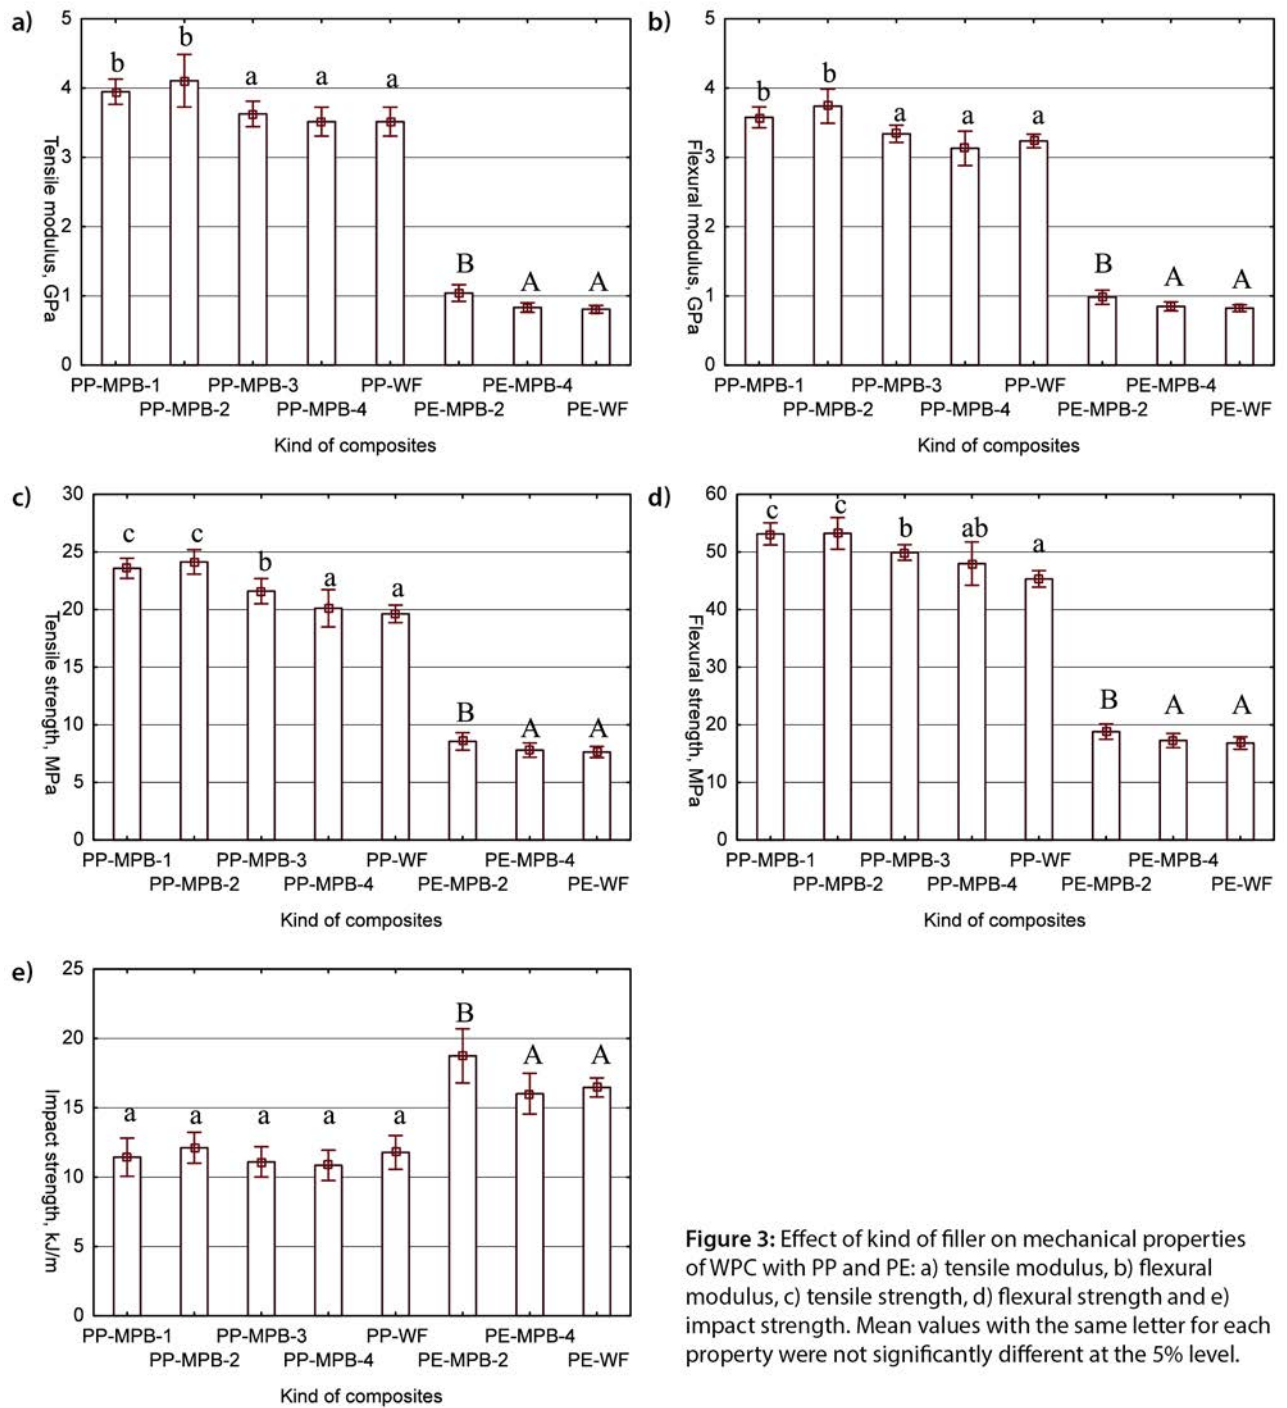 a)
5
4
3
2
1
0
Tensile modulus, GPa
b
b
a
a
a
B
A
A
PP-MPB-1 PP-MPB-3 PP-WF PE-MPB-4
PP-MPB-2 PP-MPB-4 PE-MPB-2 PE-WF
Kind of composites
b)
5
4
3
2
1
0
Flexural modulus, GPa
b
b
a
a
a
B
A
A
PP-MPB-1 PP-MPB-3 PP-WF PE-MPB-4
PP-MPB-2 PP-MPB-4 PE-MPB-2 PE-WF
Kind of composites
c)
30
25
20
15
10
5
0
Tensile strength, MPa
c
c
b
a
a
B
A
A
PP-MPB-1 PP-MPB-3 PP-WF PE-MPB-4
PP-MPB-2 PP-MPB-4 PE-MPB-2 PE-WF
Kind of composites
d)
60
50
40
30
20
10
0
Flexural strength, MPa
c
c
b
ab
a
B
A
A
PP-MPB-1 PP-MPB-3 PP-WF PE-MPB-4
PP-MPB-2 PP-MPB-4 PE-MPB-2 PE-WF
Kind of composites
e)
25
20
15
10
5
0
Impact strength, kJ/m
a
a
a
a
a
B
A
A
PP-MPB-1 PP-MPB-3 PP-WF PE-MPB-4
PP-MPB-2 PP-MPB-4 PE-MPB-2 PE-WF
Kind of composites
Figure 3: Effect of kind of filler on mechanical properties
of WPC with PP and PE: a) tensile modulus, b) flexural
modulus, c) tensile strength, d) flexural strength and e)
impact strength. Mean values with the same letter for each
property were not significantly different at the 5% level.